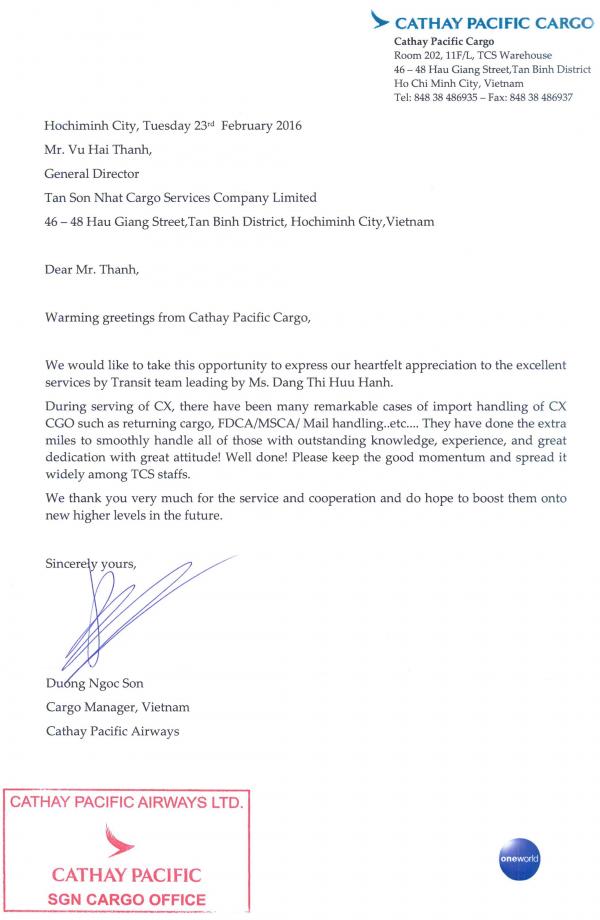 CATHAY PACIFIC CARGO
Cathay Pacific Cargo
Room 202, 11F/L, TCS Warehouse
46 – 48 Hau Giang Street,Tan Binh District
Ho Chi Minh City, Vietnam
Tel: 848 38 486935 – Fax: 848 38 486937
Hochiminh City, Tuesday 23rd February 2016
Mr. Vu Hai Thanh,
General Director
Tan Son Nhat Cargo Services Company Limited
46 – 48 Hau Giang Street,Tan Binh District, Hochiminh City,Vietnam
Dear Mr. Thanh,
Warming greetings from Cathay Pacific Cargo,
We would like to take this opportunity to express our heartfelt appreciation to the excellent
services by Transit team leading by Ms. Dang Thi Huu Hanh.
During serving of CX, there have been many remarkable cases of import handling of CX
CGO such as returning cargo, FDCA/MSCA/ Mail handling..etc.... They have done the extra
miles to smoothly handle all of those with outstanding knowledge, experience, and great
dedication with great attitude! Well done! Please keep the good momentum and spread it
widely among TCS staffs.
We thank you very much for the service and cooperation and do hope to boost them onto
new higher levels in the future.
Sincerely yours,
Duong Ngoc Son
Cargo Manager, Vietnam
Cathay Pacific Airways
CATHAY PACIFIC AIRWAYS LTD.
CATHAY PACIFIC
SGN CARGO OFFICE
oneworld